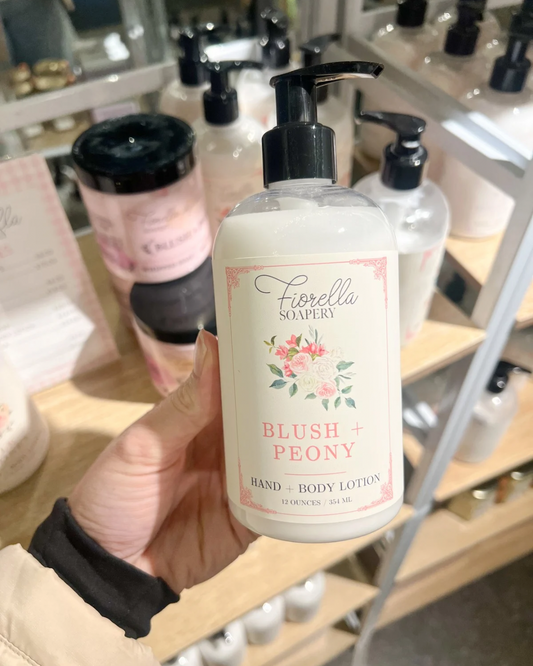 Fiorella
SOAPERY
BLUSH +
PEONY
HAND + BODY LOTION
12 OUNCES / 354 ML